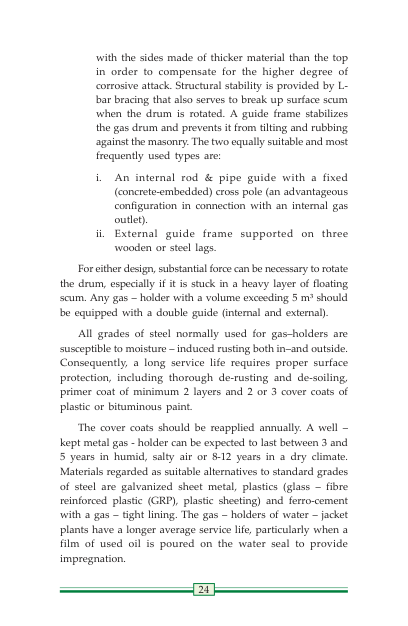 with the sides made of thicker material than the top
in order to compensate for the higher degree of
corrosive attack. Structural stability is provided by L-
bar bracing that also serves to break up surface scum
when the drum is rotated. A guide frame stabilizes
the gas drum and prevents it from tilting and rubbing
against the masonry. The two equally suitable and most
frequently used types are:
i. An internal rod & pipe guide with a fixed
(concrete-embedded) cross pole (an advantageous
configuration in connection with an internal gas
outlet).
ii. External guide frame supported on three
wooden or steel lags.
For either design, substantial force can be necessary to rotate
the drum, especially if it is stuck in a heavy layer of floating
scum. Any gas – holder with a volume exceeding 5 m³ should
be equipped with a double guide (internal and external).
All grades of steel normally used for gas–holders are
susceptible to moisture – induced rusting both in–and outside.
Consequently, a long service life requires proper surface
protection, including thorough de-rusting and de-soiling,
primer coat of minimum 2 layers and 2 or 3 cover coats of
plastic or bituminous paint.
The cover coats should be reapplied annually. A well –
kept metal gas - holder can be expected to last between 3 and
5 years in humid, salty air or 8-12 years in a dry climate.
Materials regarded as suitable alternatives to standard grades
of steel are galvanized sheet metal, plastics (glass – fibre
reinforced plastic (GRP), plastic sheeting) and ferro-cement
with a gas – tight lining. The gas – holders of water – jacket
plants have a longer average service life, particularly when a
film of used oil is poured on the water seal to provide
impregnation.
24